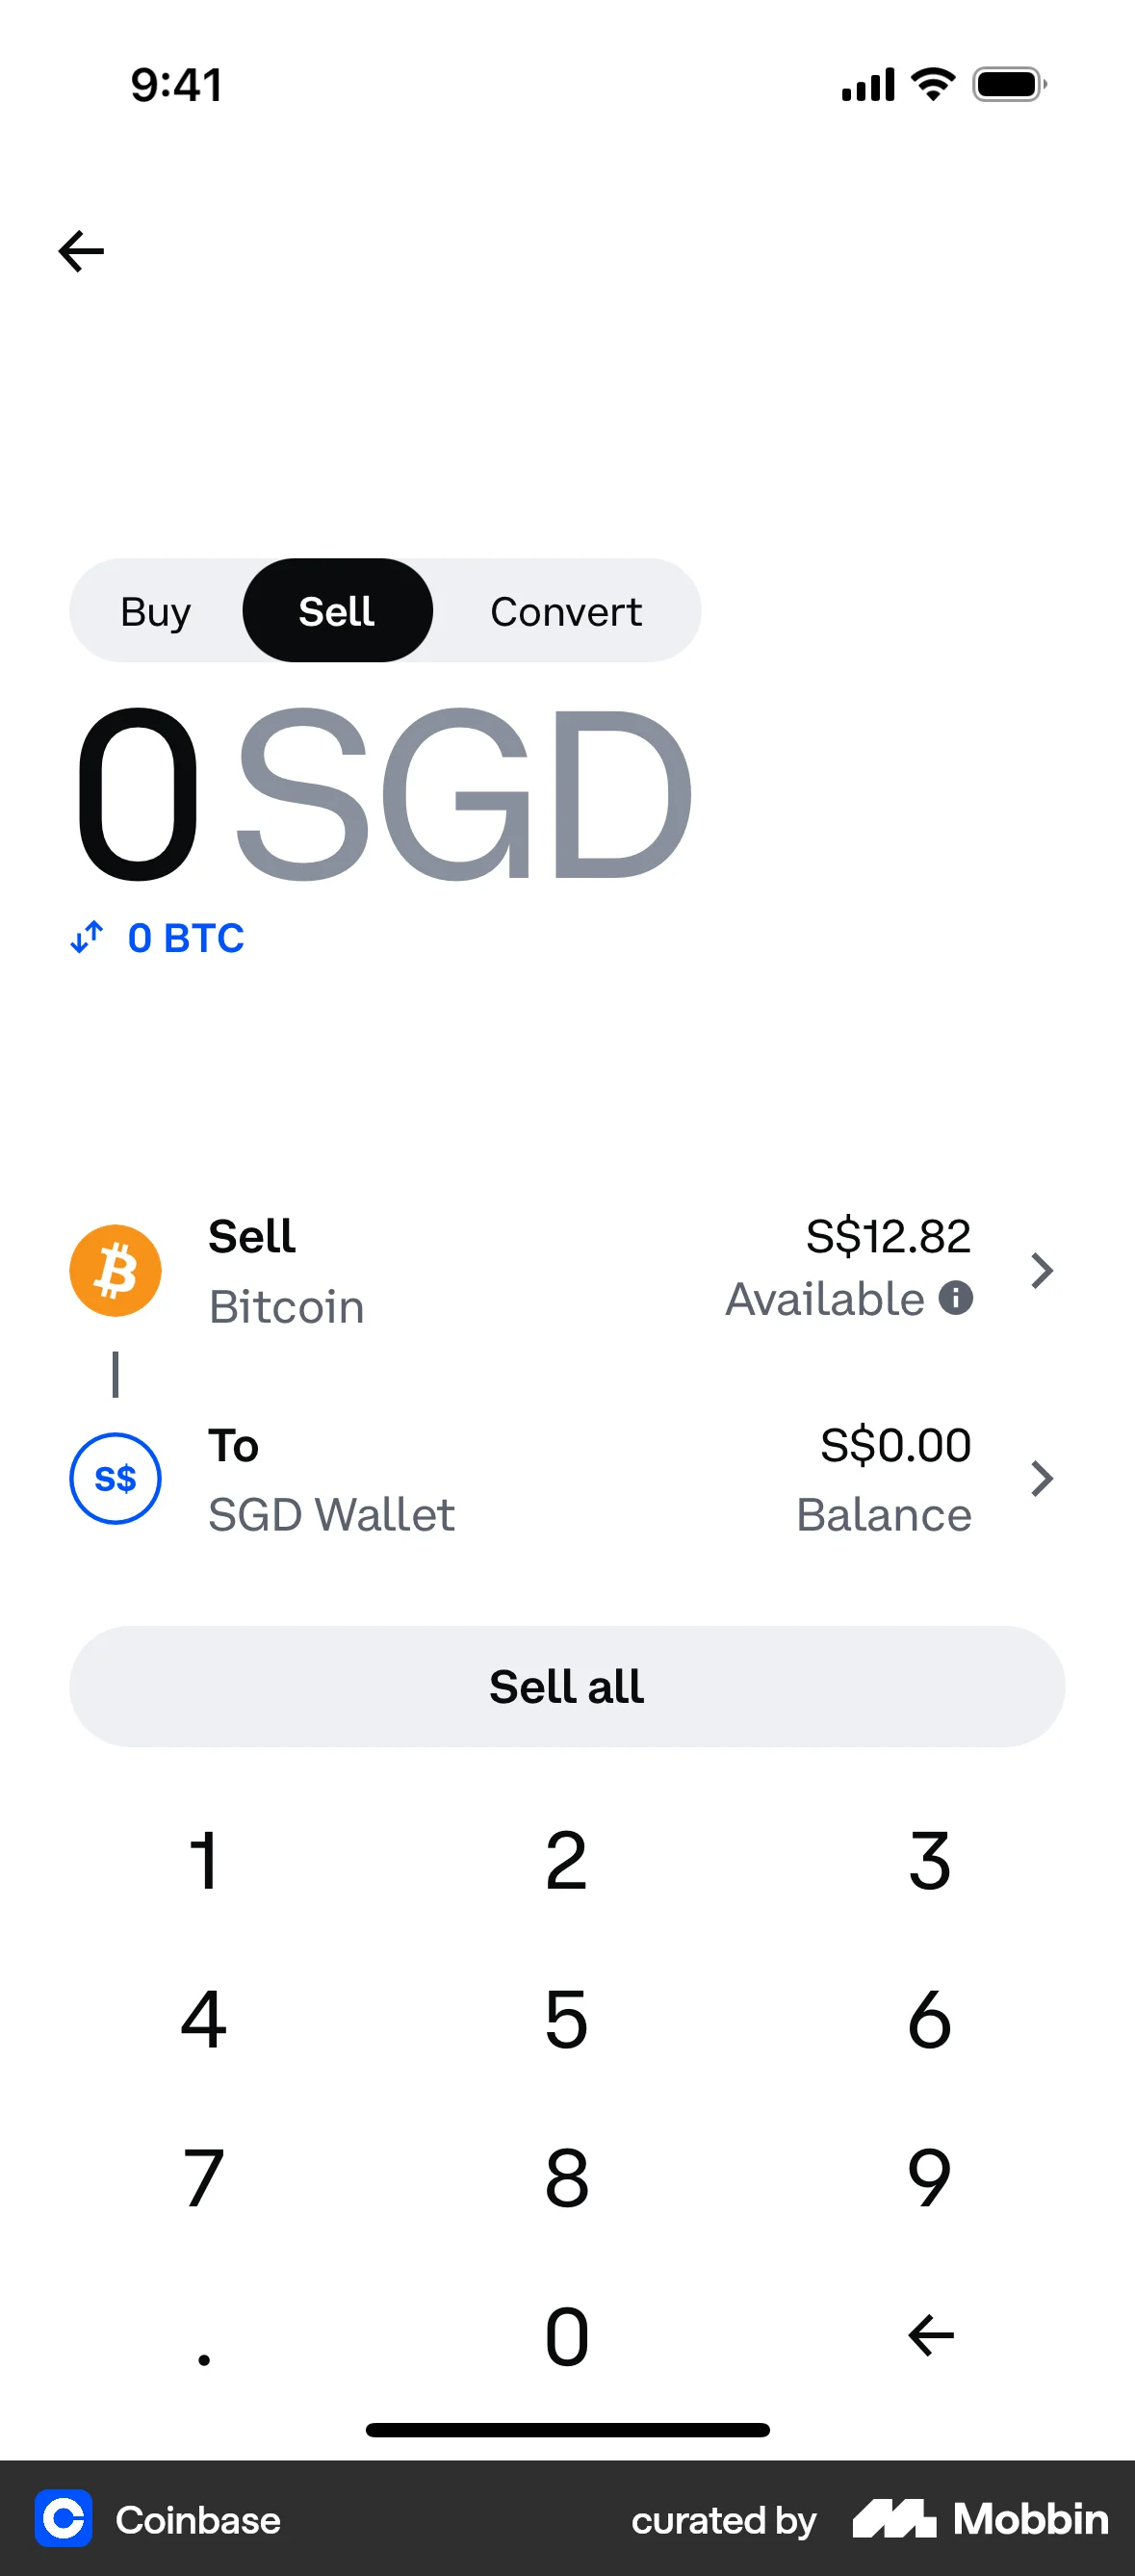 9:41
Buy Sell Convert
0 SGD
0 BTC
Sell S$12.82
Bitcoin Available
S$ To S$0.00
SGD Wallet Balance
Sell all
1 2 3
4 5 6
7 8 9
. 0
Coinbase curated by Mobbin